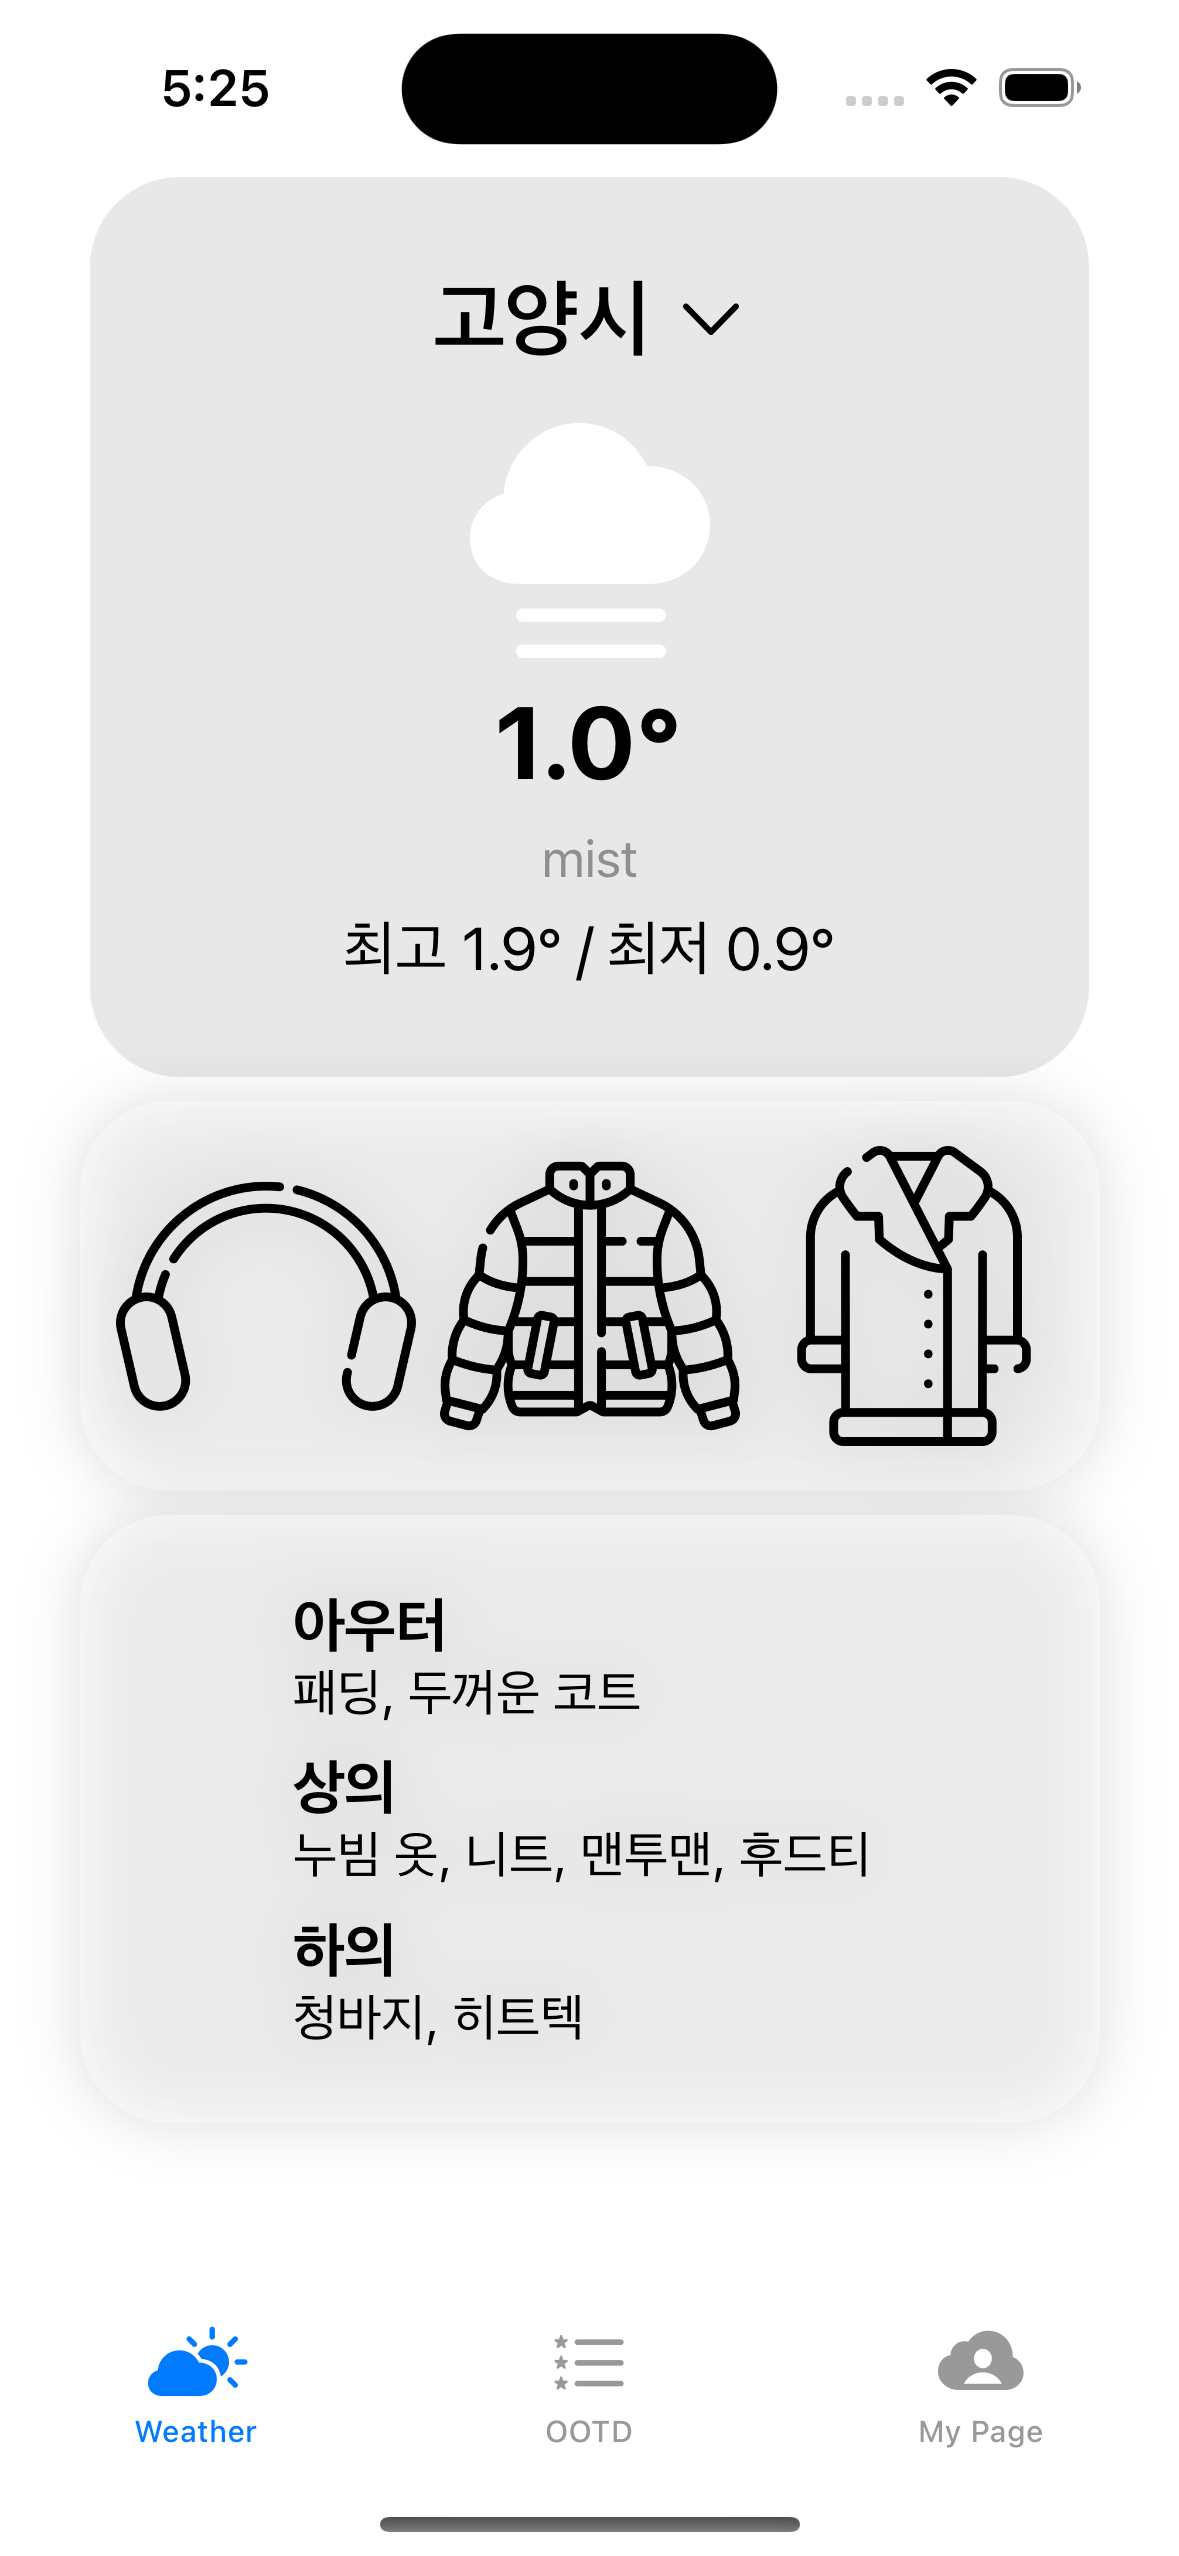 5:25
고양시
1.0°
mist
최고 1.9° / 최저 0.9°
아우터
패딩, 두꺼운 코트
상의
누빔 옷, 니트, 맨투맨, 후드티
하의
청바지, 히트텍
Weather
OOTD
My Page